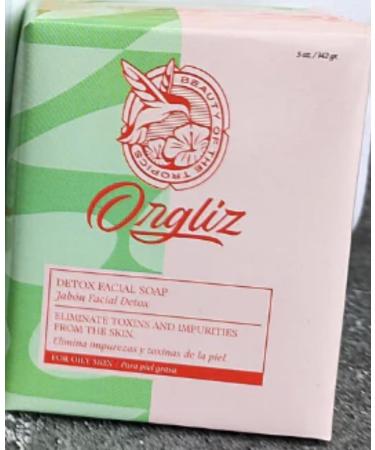 5 oz. / 142 gr.
BEAUTY OF THE TROPICS
Orgliz
DETOX FACIAL SOAP
Jabón Facial Detox
ELIMINATE TOXINS AND IMPURITIES
FROM THE SKIN.
Elimina impurezas y toxinas de la piel
FOR OILY SKIN / Para piel grasa